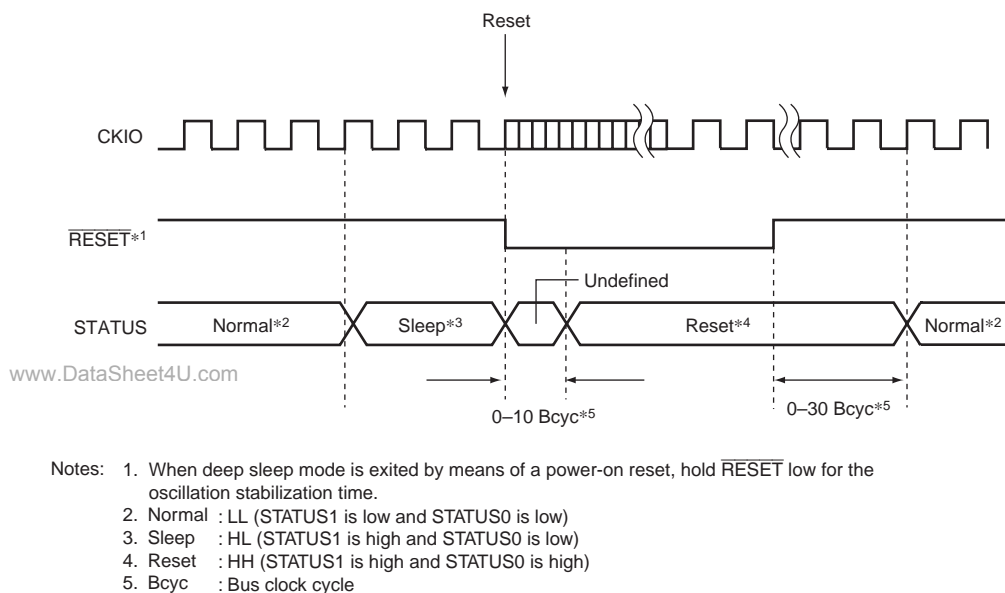 Reset
CKIO
RESET*1
Undefined
STATUS
Normal*2
Sleep*3
Reset*4
Normal*2
www.DataSheet4U.com
0–10 Bcyc*5
0–30 Bcyc*5
Notes: 1. When deep sleep mode is exited by means of a power-on reset, hold RESET low for the
oscillation stabilization time.
2. Normal : LL (STATUS1 is low and STATUS0 is low)
3. Sleep : HL (STATUS1 is high and STATUS0 is low)
4. Reset : HH (STATUS1 is high and STATUS0 is high)
5. Bcyc : Bus clock cycle